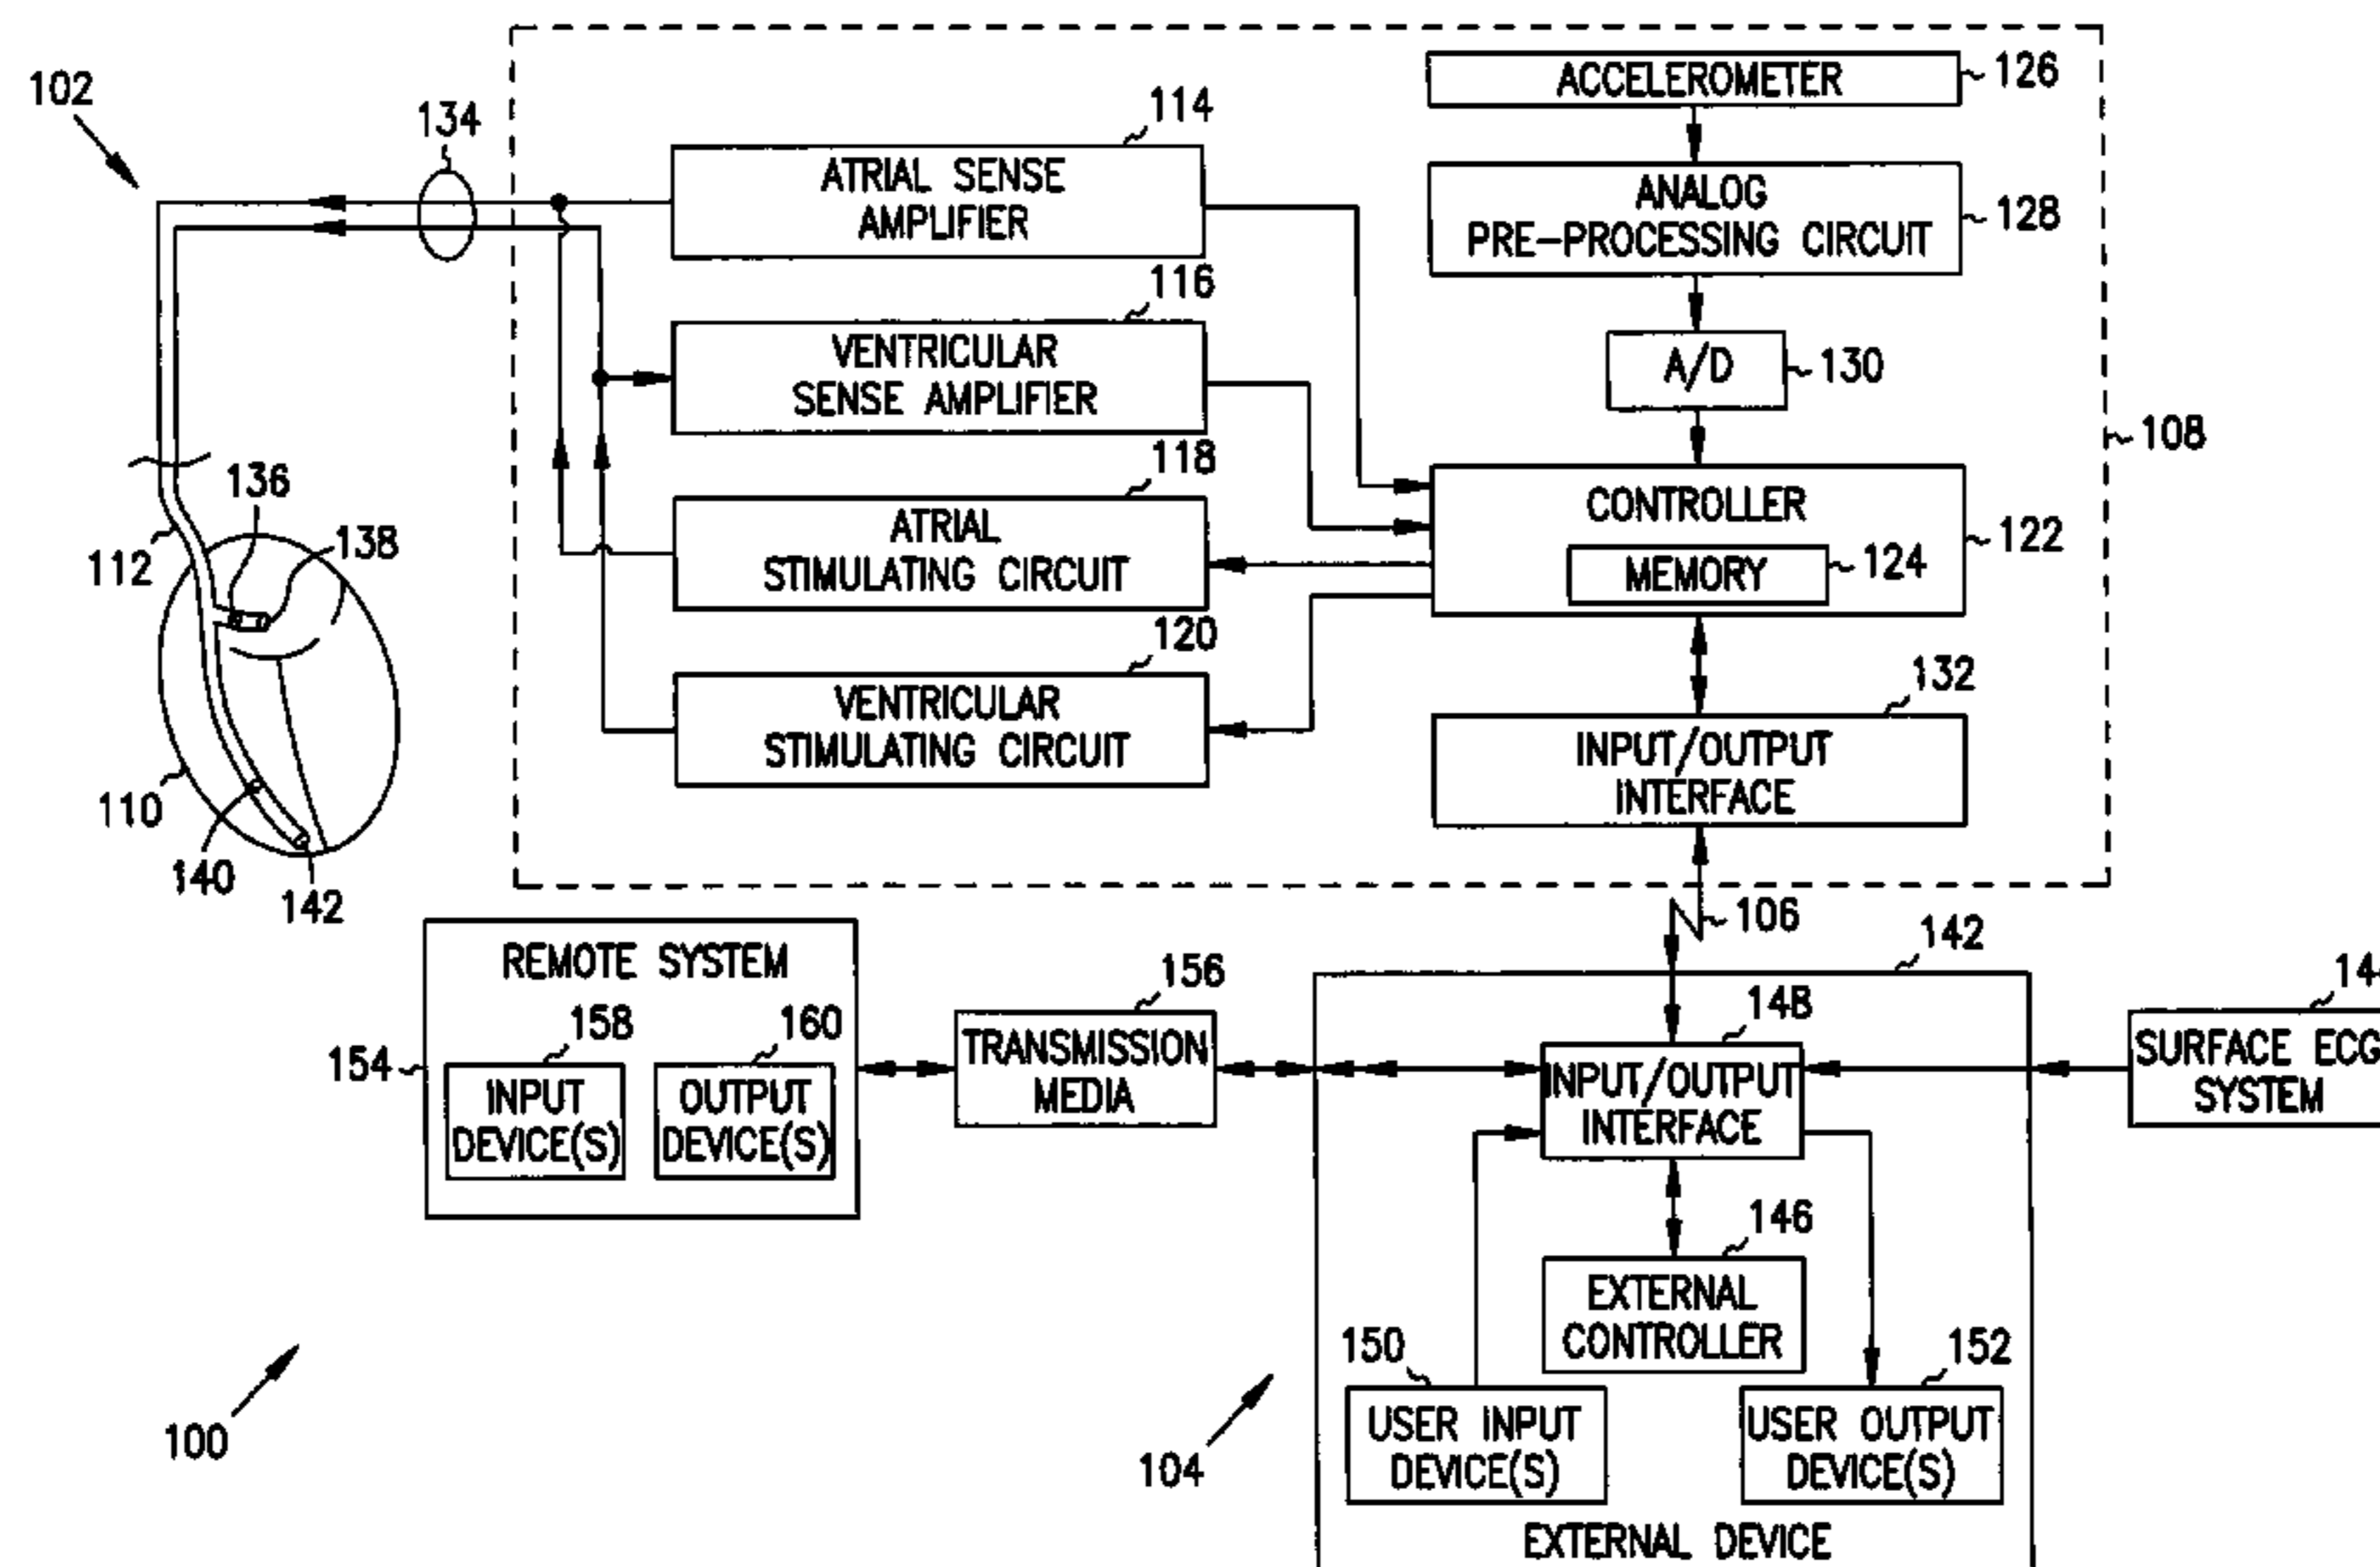 102
134
114
ATRIAL SENSE
AMPLIFIER
ACCELEROMETER
126
ANALOG
PRE-PROCESSING CIRCUIT
128
116
VENTRICULAR
SENSE AMPLIFIER
A/D
130
108
118
ATRIAL
STIMULATING CIRCUIT
CONTROLLER
MEMORY
124
122
136
138
112
120
VENTRICULAR
STIMULATING CIRCUIT
132
INPUT/OUTPUT
INTERFACE
110
140
142
106
142
REMOTE SYSTEM
154
158
INPUT
DEVICE(S)
160
OUTPUT
DEVICE(S)
156
TRANSMISSION
MEDIA
148
INPUT/OUTPUT
INTERFACE
SURFACE ECG
SYSTEM
146
EXTERNAL
CONTROLLER
150
USER INPUT
DEVICE(S)
152
USER OUTPUT
DEVICE(S)
EXTERNAL DEVICE
100
104